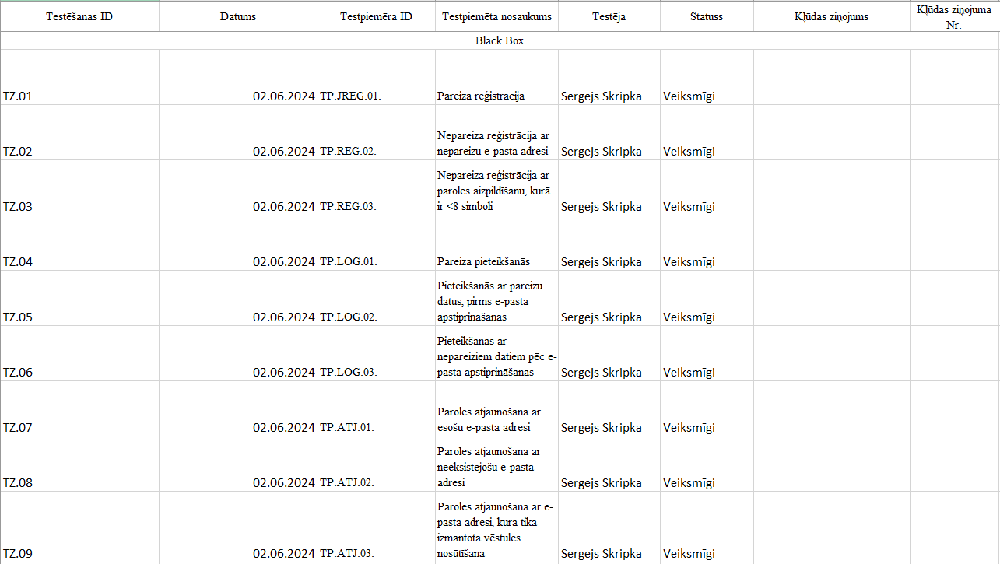 Testēšanas ID Datums Testpiemēra ID Testpiemēta nosaukums Testēja Statuss Kļūdas ziņojums Kļūdas ziņojuma
Nr.
Black Box
TZ.01 02.06.2024 TP.JREG.01. Pareiza reģistrācija Sergejs Skripka Veiksmīgi
Nepareiza reģistrācija ar
TZ.02 02.06.2024 TP.REG.02. nepareizu e-pasta adresi Sergejs Skripka Veiksmīgi
Nepareiza reģistrācija ar
paroles aizpildīšanu, kurā
TZ.03 02.06.2024 TP.REG.03. ir <8 simboli Sergejs Skripka Veiksmīgi
TZ.04 02.06.2024 TP.LOG.01. Pareiza pieteikšanās Sergejs Skripka Veiksmīgi
Pieteikšanās ar pareizu
datus, pirms e-pasta
TZ.05 02.06.2024 TP.LOG.02. apstiprināšanas Sergejs Skripka Veiksmīgi
Pieteikšanās ar
nepareiziem datiem pēc e-
TZ.06 02.06.2024 TP.LOG.03. pasta apstiprināšanas Sergejs Skripka Veiksmīgi
Paroles atjaunošana ar
TZ.07 02.06.2024 TP.ATJ.01. esošu e-pasta adresi Sergejs Skripka Veiksmīgi
Paroles atjaunošana ar
neeksistējošu e-pasta
TZ.08 02.06.2024 TP.ATJ.02. adresi Sergejs Skripka Veiksmīgi
Paroles atjaunošana ar e-
pasta adresi, kura tika
izmantota vēstules
TZ.09 02.06.2024 TP.ATJ.03. nosūtīšana Sergejs Skripka Veiksmīgi